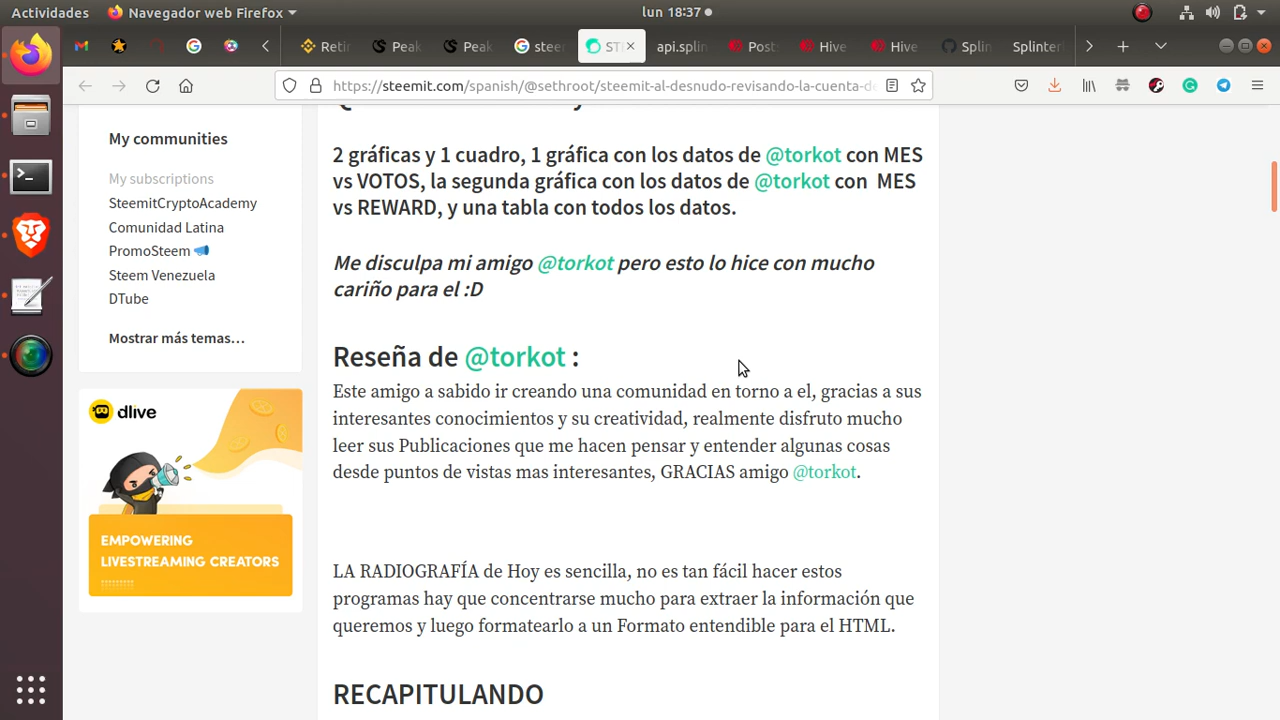 Actividades
Navegador web Firefox
lun 18:37
Retir
Peak
Peak
steer
ST
api.splin
Post
Hive
Hive
Splin
Splinter
https://steemit.com/spanish/@sethroot/steemit-al-desnudo-revisando-la-cuenta-de
My communities
My subscriptions
SteemitCryptoAcademy
Comunidad Latina
PromoSteem
Steem Venezuela
DTube
Mostrar más temas…
dlive
EMPOWERING
LIVESTREAMING CREATORS
2 gráficas y 1 cuadro, 1 gráfica con los datos de @torkot con MES
vs VOTOS, la segunda gráfica con los datos de @torkot con MES
vs REWARD, y una tabla con todos los datos.
Me disculpa mi amigo @torkot pero esto lo hice con mucho
cariño para el :D
Reseña de @torkot :
Este amigo a sabido ir creando una comunidad en torno a el, gracias a sus
interesantes conocimientos y su creatividad, realmente disfruto mucho
leer sus Publicaciones que me hacen pensar y entender algunas cosas
desde puntos de vistas mas interesantes, GRACIAS amigo @torkot.
LA RADIOGRAFÍA de Hoy es sencilla, no es tan fácil hacer estos
programas hay que concentrarse mucho para extraer la información que
queremos y luego formatearlo a un Formato entendible para el HTML.
RECAPITULANDO